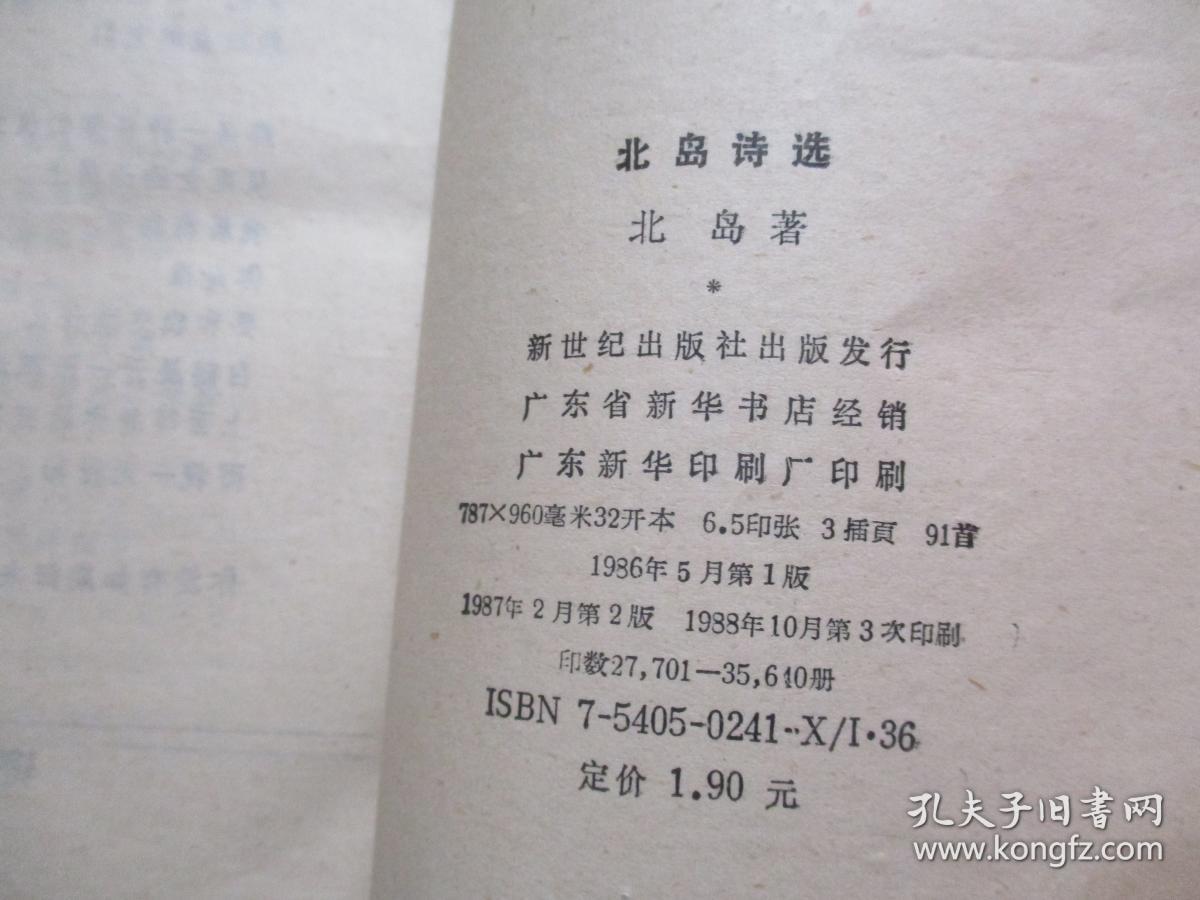 北岛诗选
北 岛 著
*
新世纪出版社出版发行
广东省新华书店经销
广东新华印刷厂印刷
787×960毫米32开本 6.5印张 3插頁 91首
1986年5月第1版
1987年2月第2版 1988年10月第3次印刷
印数27,701—35,640册
ISBN 7-5405-0241-X/I·36
定价 1.90 元
孔夫子旧书网
www.kongfz.com